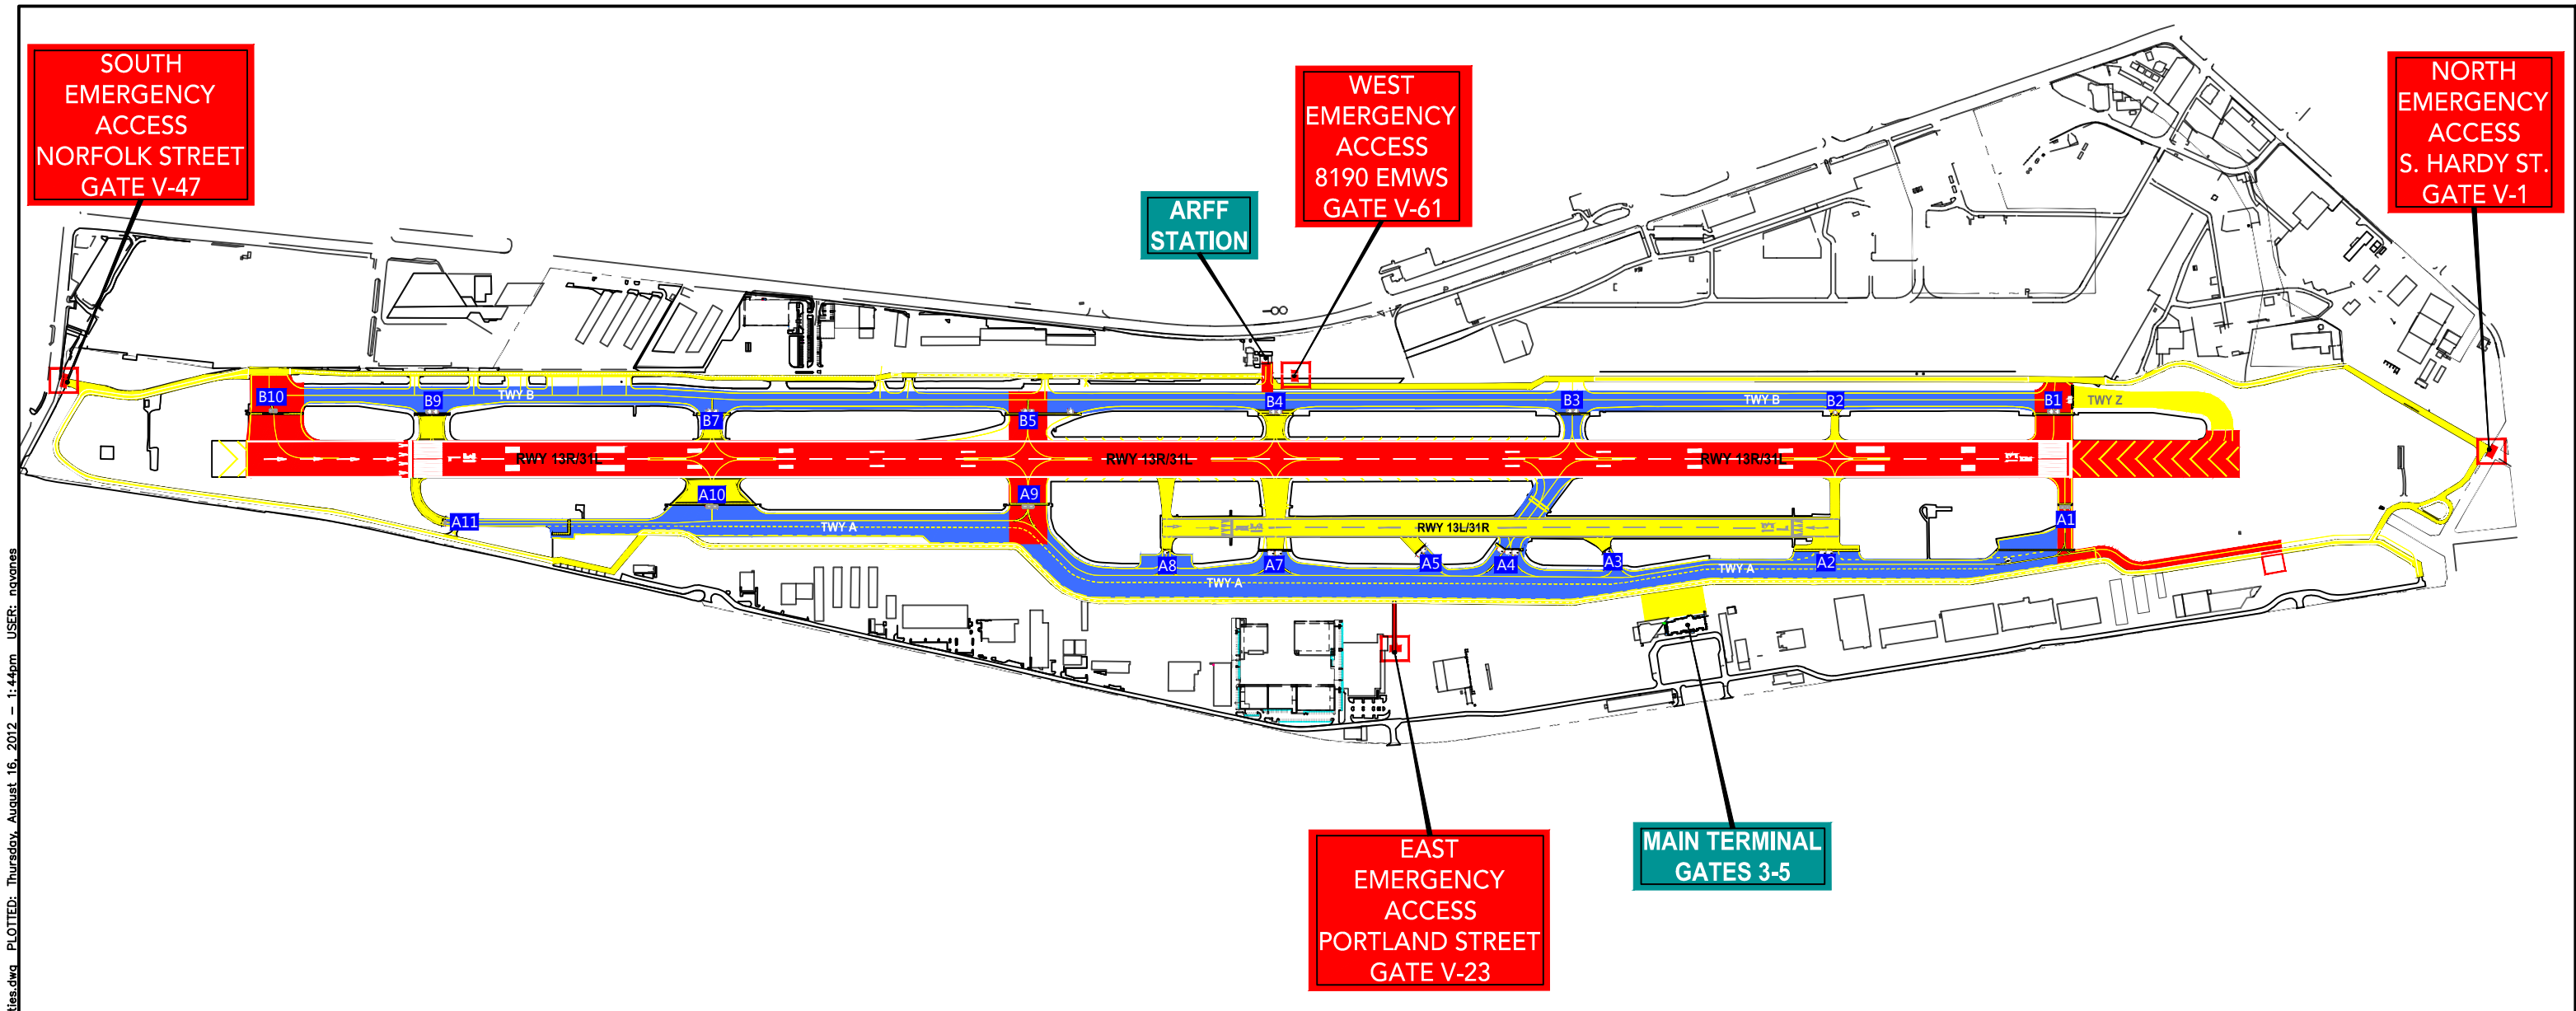 SOUTH
EMERGENCY
ACCESS
NORFOLK STREET
GATE V-47
WEST
EMERGENCY
ACCESS
8190 EMWS
GATE V-61
NORTH
EMERGENCY
ACCESS
S. HARDY ST.
GATE V-1
ARFF
STATION
B10
B9
TWY B
B7
B5
B4
B3
TWY B
B2
B1
TWY Z
RWY 13R/31L
RWY 13R/31L
RWY 13R/31L
A11
A10
A9
TWY A
RWY 13L/31R
A1
A8
A7
TWY A
A5
A4
A3
TWY A
A2
EAST
EMERGENCY
ACCESS
PORTLAND STREET
GATE V-23
MAIN TERMINAL
GATES 3-5
ties.dwg PLOTTED: Thursday, August 16, 2012 - 1:44pm USER: navanes